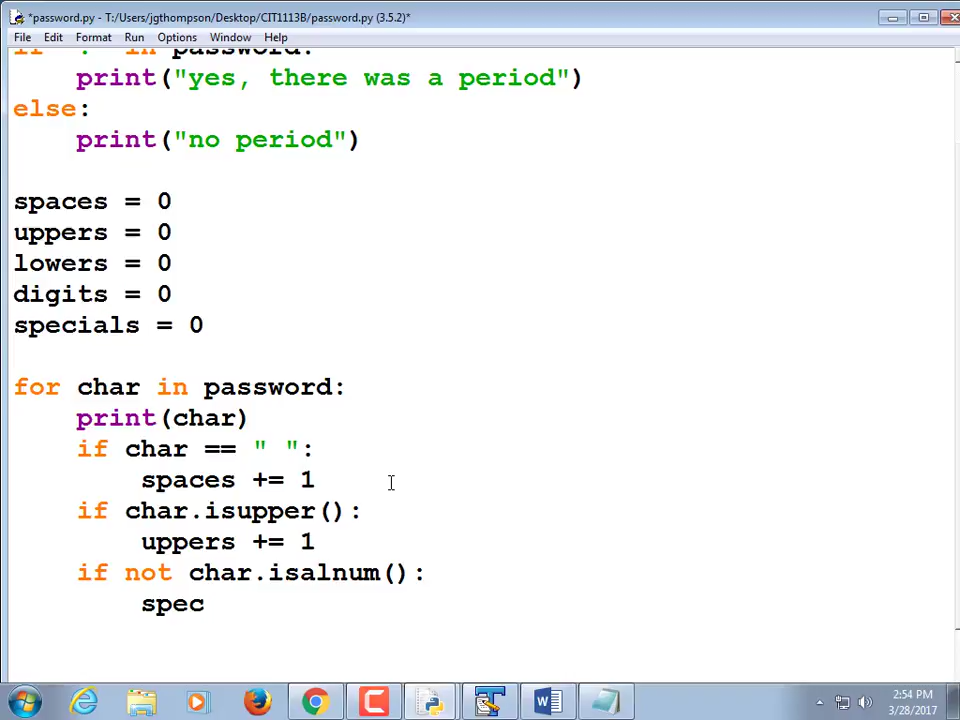 *password.py - T:/Users/jgthompson/Desktop/CIT1113B/password.py (3.5.2)*
File Edit Format Run Options Window Help
if "." in password:
    print("yes, there was a period")
else:
    print("no period")
spaces = 0
uppers = 0
lowers = 0
digits = 0
specials = 0
for char in password:
    print(char)
    if char == " ":
        spaces += 1
    if char.isupper():
        uppers += 1
    if not char.isalnum():
        spec
2:54 PM
3/28/2017